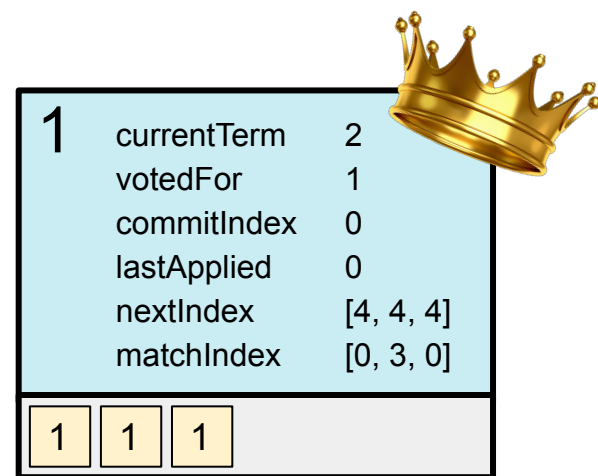 1
currentTerm 2
votedFor 1
commitIndex 0
lastApplied 0
nextIndex [4, 4, 4]
matchIndex [0, 3, 0]
1 1 1